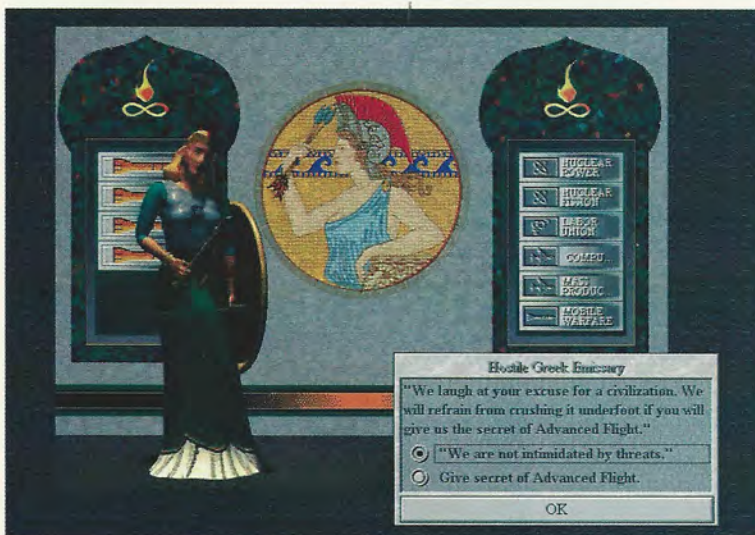 NUCLEAR
POWER
NUCLEAR
FISSION
LABOR
UNION
COMPU..
MASS
PRODUC
MOBILE
WARFARE
Hostile Greek Emissary
"We laugh at your excuse for a civilization. We
will refrain from crushing it underfoot if you will
give us the secret of Advanced Flight."
"We are not intimidated by threats."
Give secret of Advanced Flight.
OK